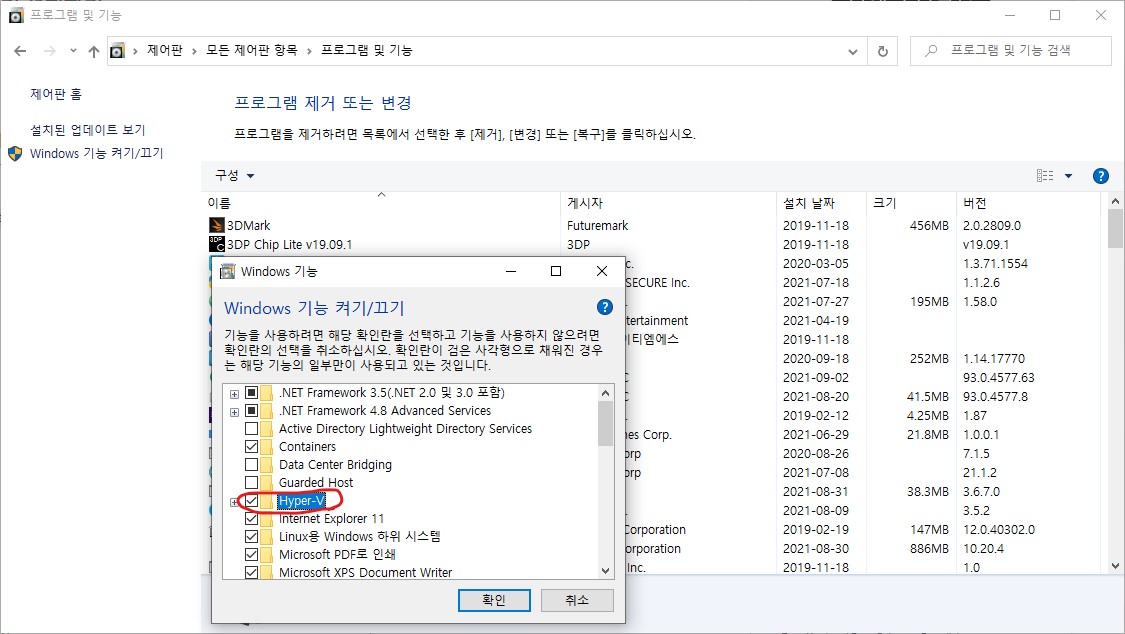 프로그램 및 기능
제어판 › 모든 제어판 항목 › 프로그램 및 기능
프로그램 및 기능 검색
제어판 홈
설치된 업데이트 보기
Windows 기능 켜기/끄기
프로그램 제거 또는 변경
프로그램을 제거하려면 목록에서 선택한 후 [제거], [변경] 또는 [복구]를 클릭하십시오.
구성
이름 게시자 설치 날짜 크기 버전
3DMark Futuremark 2019-11-18 456MB 2.0.2809.0
3DP Chip Lite v19.09.1 3DP 2019-11-18 v19.09.1
c. 2020-03-05 1.3.71.1554
SECURE Inc. 2021-07-18 1.1.2.6
2021-07-27 195MB 1.58.0
tertainment 2021-04-19
이티엠에스 2019-11-18
2020-09-18 252MB 1.14.17770
C 2021-09-02 93.0.4577.63
C 2021-08-20 41.5MB 93.0.4577.8
2019-02-12 4.25MB 1.87
nes Corp. 2021-06-29 21.8MB 1.0.0.1
orp 2020-08-26 7.1.5
orp 2021-07-08 21.1.2
2021-08-31 38.3MB 3.6.7.0
2021-08-09 3.5.2
Corporation 2019-02-19 147MB 12.0.40302.0
orporation 2021-08-30 886MB 10.20.4
Inc. 2019-11-18 1.0
Windows 기능
Windows 기능 켜기/끄기
기능을 사용하려면 해당 확인란을 선택하고 기능을 사용하지 않으려면
확인란의 선택을 취소하십시오. 확인란이 검은 사각형으로 채워진 경우
는 해당 기능의 일부만이 사용되고 있는 것입니다.
.NET Framework 3.5(.NET 2.0 및 3.0 포함)
.NET Framework 4.8 Advanced Services
Active Directory Lightweight Directory Services
Containers
Data Center Bridging
Guarded Host
Hyper-V
Internet Explorer 11
Linux용 Windows 하위 시스템
Microsoft PDF로 인쇄
Microsoft XPS Document Writer
확인 취소